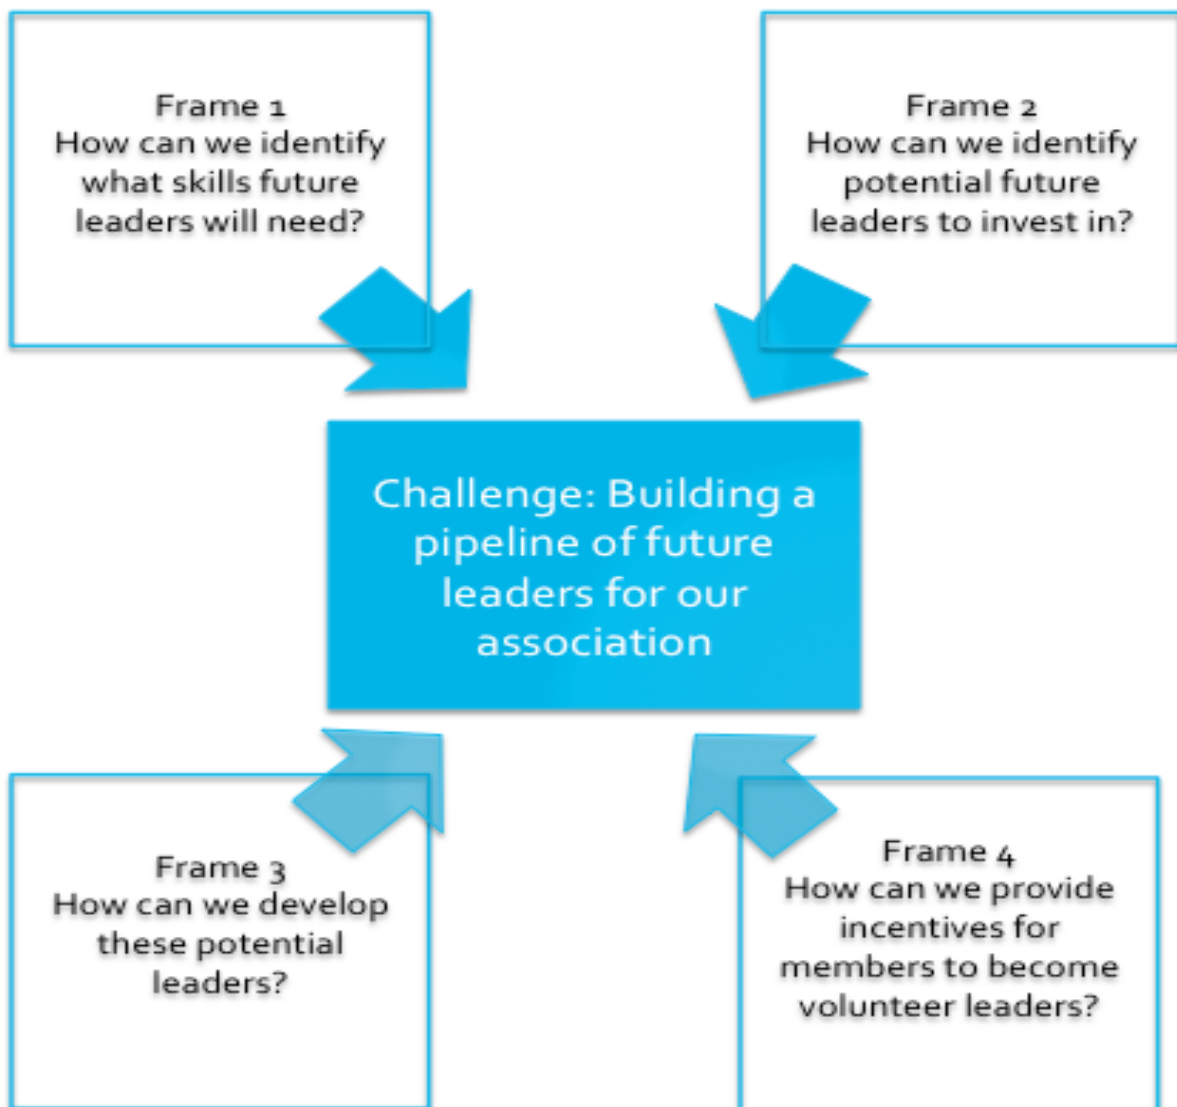 Frame 1
How can we identify
what skills future
leaders will need?
Frame 2
How can we identify
potential future
leaders to invest in?
Challenge: Building a
pipeline of future
leaders for our
association
Frame 3
How can we develop
these potential
leaders?
Frame 4
How can we provide
incentives for
members to become
volunteer leaders?